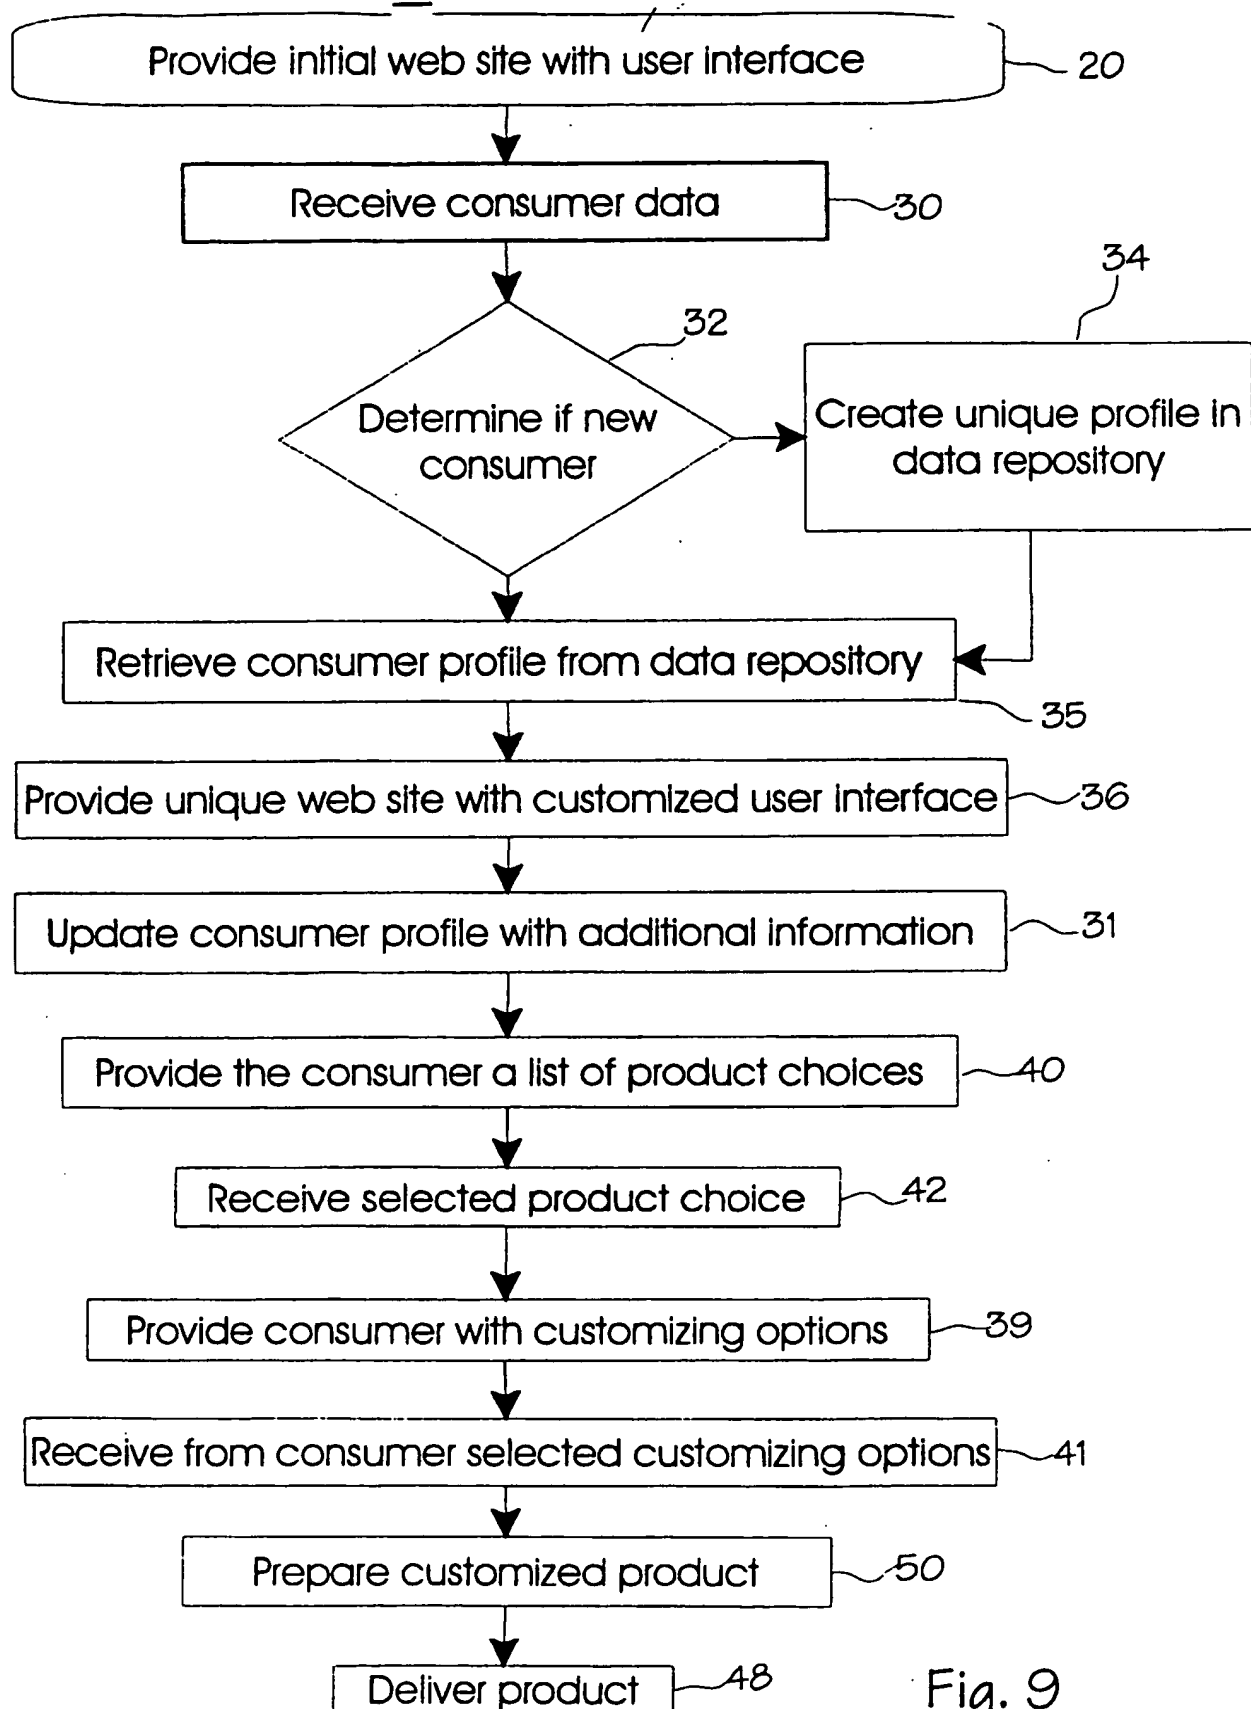 Provide initial web site with user interface
20
Receive consumer data
30
34
32
Determine if new
consumer
Create unique profile in
data repository
Retrieve consumer profile from data repository
35
Provide unique web site with customized user interface
36
Update consumer profile with additional information
31
Provide the consumer a list of product choices
40
Receive selected product choice
42
Provide consumer with customizing options
39
Receive from consumer selected customizing options
41
Prepare customized product
50
Deliver product
48
Fig. 9